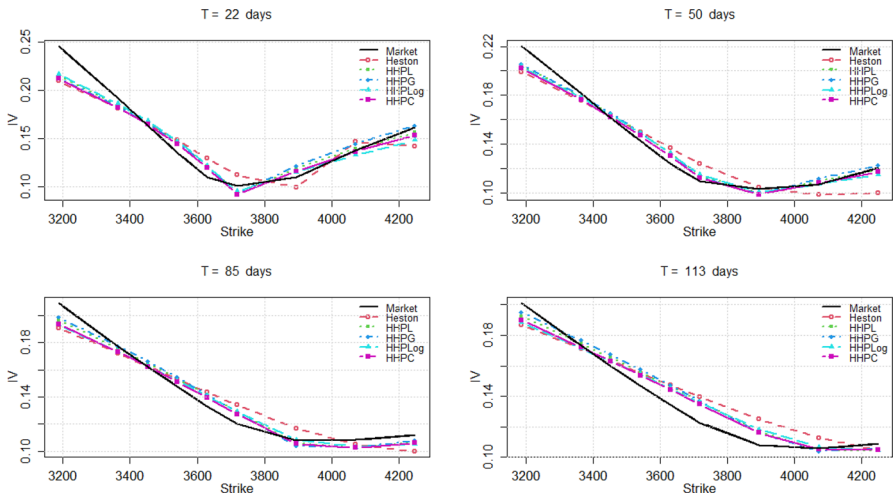 T = 22 days
IV
0.25
0.20
0.15
0.10
Market
Heston
HHPL
HHPG
HHPLog
HHPC
3200 3400 3600 3800 4000 4200
Strike
T = 50 days
IV
0.22
0.18
0.14
0.10
Market
Heston
HHPL
HHPG
HHPLog
HHPC
3200 3400 3600 3800 4000 4200
Strike
T = 85 days
IV
0.18
0.14
0.10
Market
Heston
HHPL
HHPG
HHPLog
HHPC
3200 3400 3600 3800 4000 4200
Strike
T = 113 days
IV
0.18
0.14
0.10
Market
Heston
HHPL
HHPG
HHPLog
HHPC
3200 3400 3600 3800 4000 4200
Strike